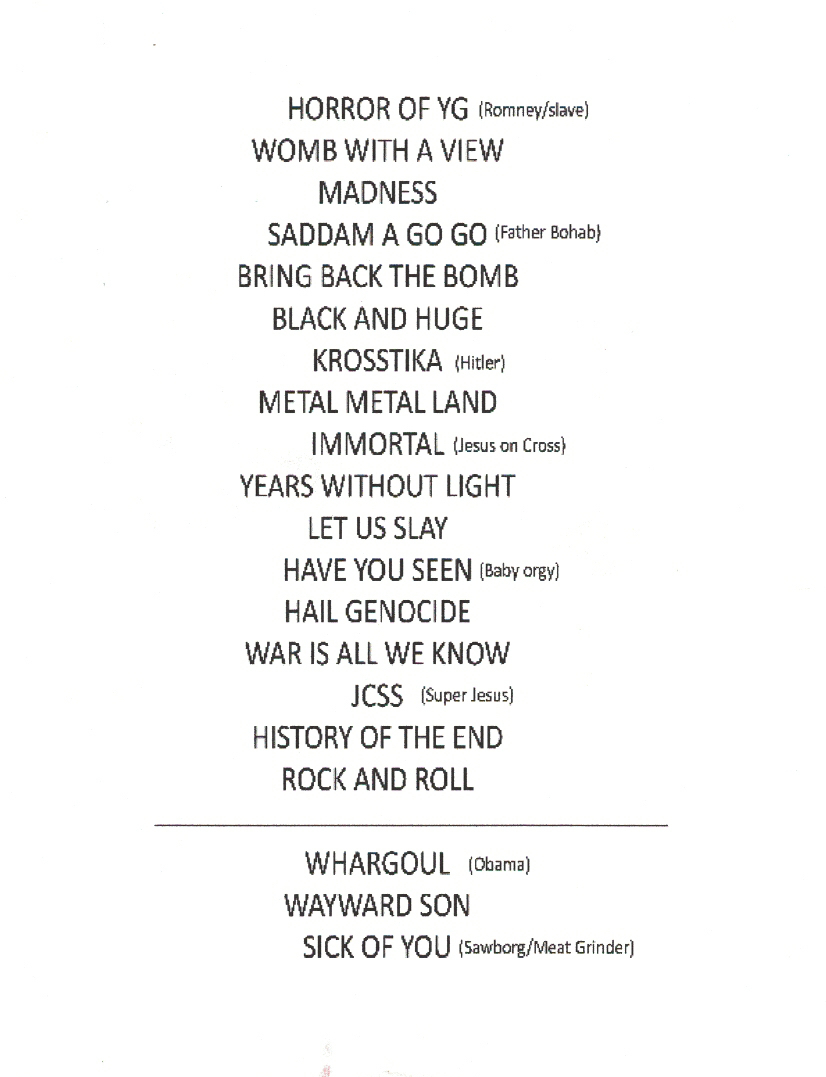 HORROR OF YG (Romney/slave)
WOMB WITH A VIEW
MADNESS
SADDAM A GO GO (Father Bohab)
BRING BACK THE BOMB
BLACK AND HUGE
KROSSTIKA (Hitler)
METAL METAL LAND
IMMORTAL (Jesus on Cross)
YEARS WITHOUT LIGHT
LET US SLAY
HAVE YOU SEEN (Baby orgy)
HAIL GENOCIDE
WAR IS ALL WE KNOW
JCSS (Super Jesus)
HISTORY OF THE END
ROCK AND ROLL
WHARGOUL (Obama)
WAYWARD SON
SICK OF YOU (Sawborg/Meat Grinder)